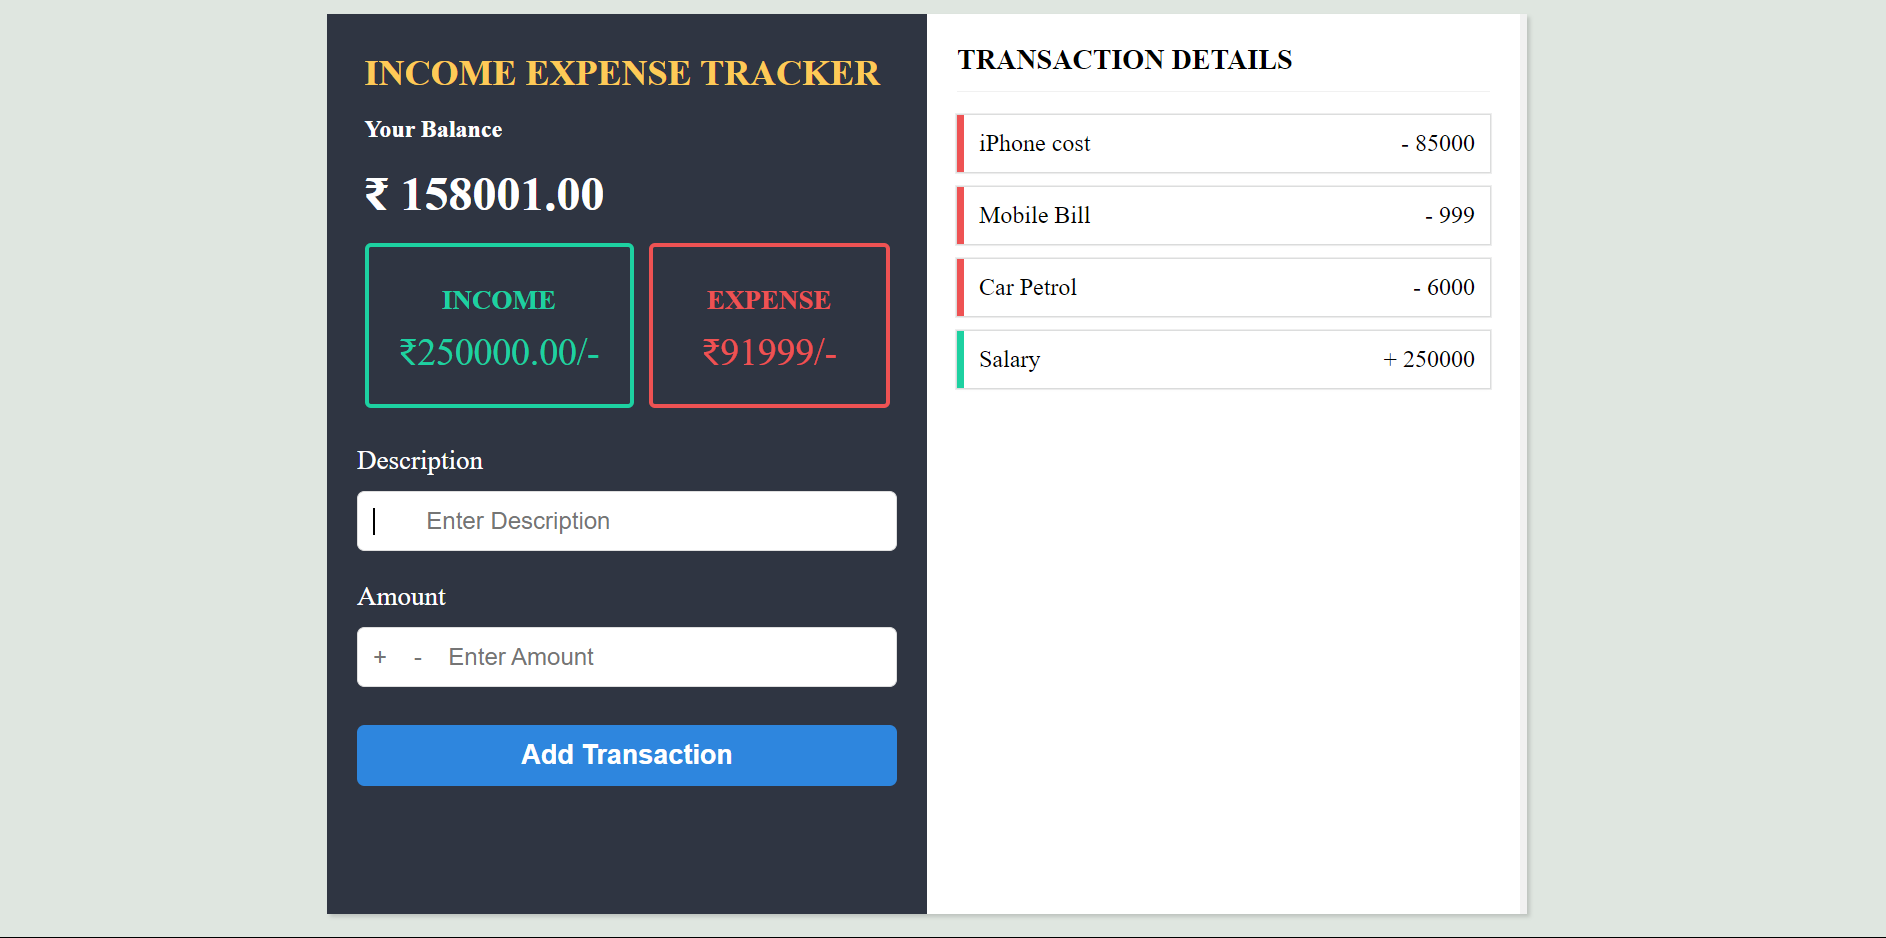 INCOME EXPENSE TRACKER
Your Balance
₹ 158001.00
INCOME
₹250000.00/-
EXPENSE
₹91999/-
Description
Enter Description
Amount
+ - Enter Amount
Add Transaction
TRANSACTION DETAILS
iPhone cost - 85000
Mobile Bill - 999
Car Petrol - 6000
Salary + 250000